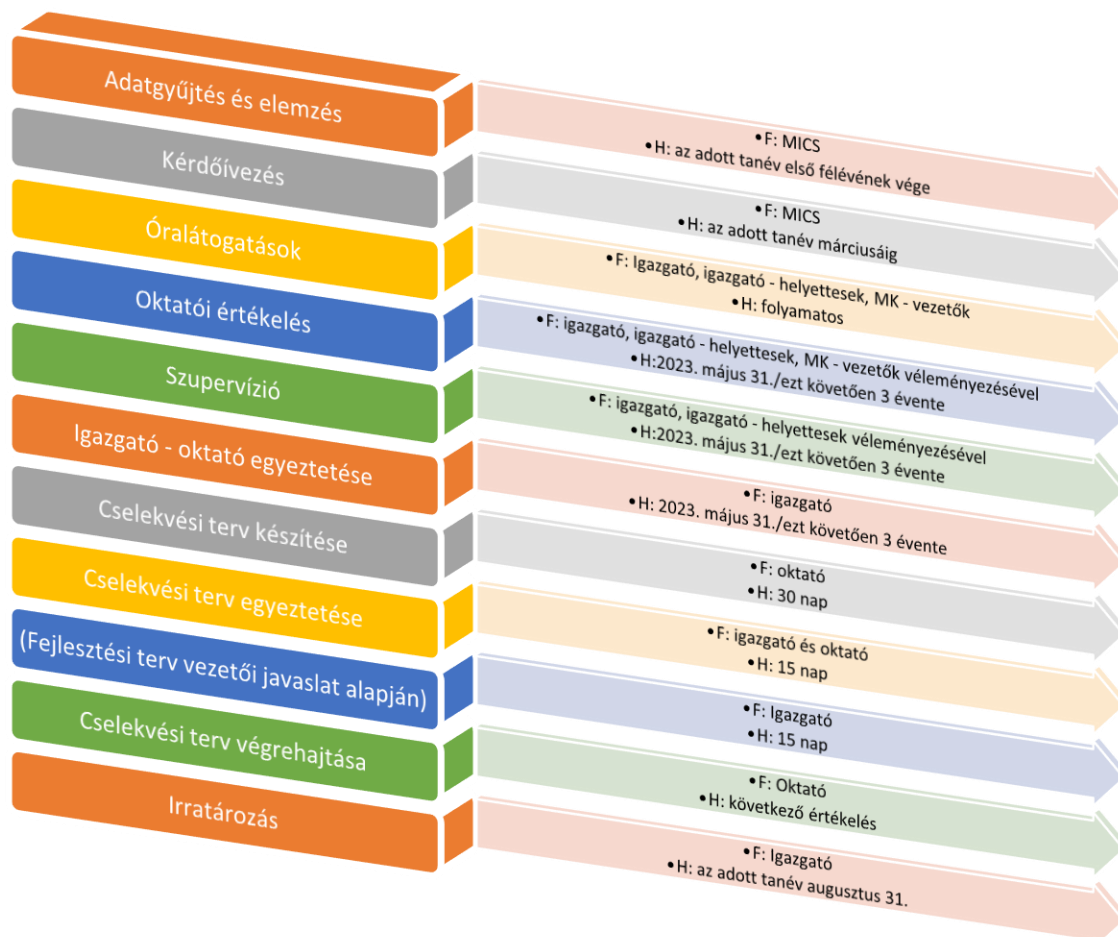 Adatgyűjtés és elemzés
•F: MICS
•H: az adott tanév első félévének vége
Kérdőívezés
•F: MICS
•H: az adott tanév márciusáig
Óralátogatások
•F: Igazgató, igazgató - helyettesek, MK - vezetők
•H: folyamatos
Oktatói értékelés
•F: igazgató, igazgató - helyettesek, MK - vezetők véleményezésével
•H:2023. május 31./ezt követően 3 évente
Szupervízió
•F: igazgató, igazgató - helyettesek véleményezésével
•H:2023. május 31./ezt követően 3 évente
Igazgató - oktató egyeztetése
•F: igazgató
•H: 2023. május 31./ezt követően 3 évente
Cselekvési terv készítése
•F: oktató
•H: 30 nap
Cselekvési terv egyeztetése
•F: igazgató és oktató
•H: 15 nap
(Fejlesztési terv vezetői javaslat alapján)
•F: Igazgató
•H: 15 nap
Cselekvési terv végrehajtása
•F: Oktató
•H: következő értékelés
Irratározás
•F: Igazgató
•H: az adott tanév augusztus 31.